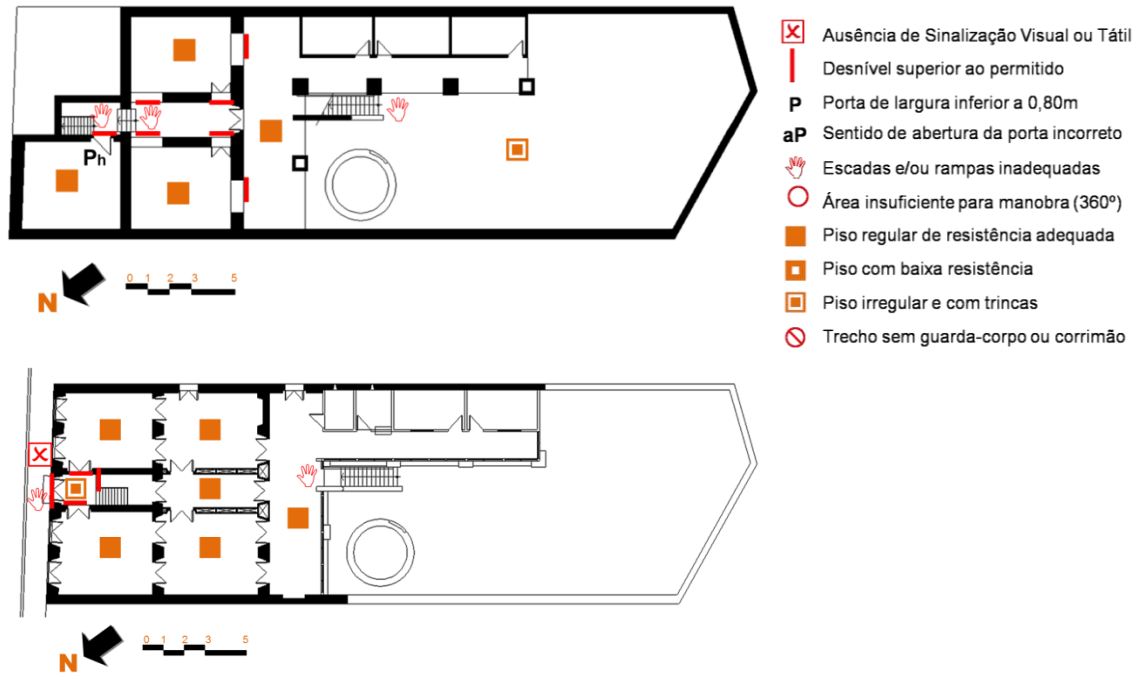 Ausência de Sinalização Visual ou Tátil
Desnível superior ao permitido
P Porta de largura inferior a 0,80m
aP Sentido de abertura da porta incorreto
Escadas e/ou rampas inadequadas
Área insuficiente para manobra (360º)
Piso regular de resistência adequada
Piso com baixa resistência
Piso irregular e com trincas
Trecho sem guarda-corpo ou corrimão
Ph
N
0 1 2 3 5
N
0 1 2 3 5